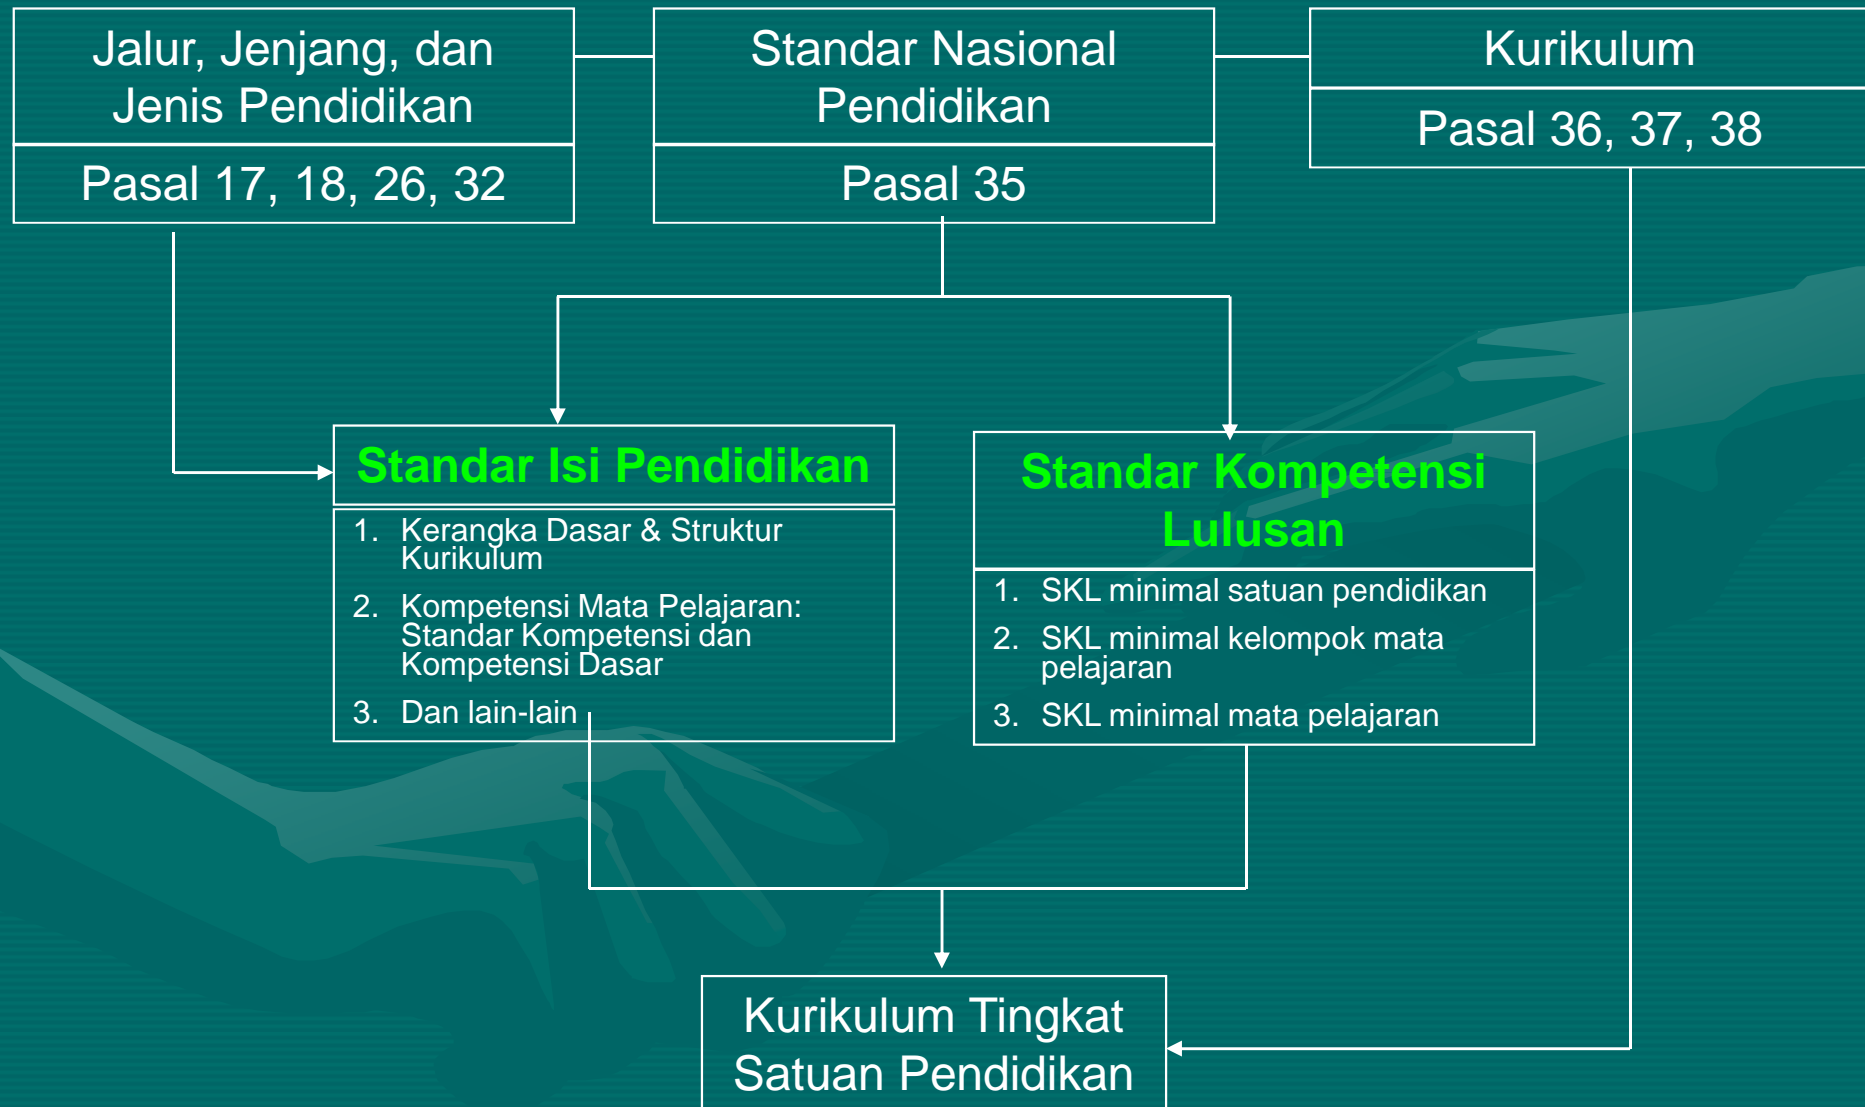 Jalur, Jenjang, dan
Jenis Pendidikan
Pasal 17, 18, 26, 32
Standar Nasional
Pendidikan
Pasal 35
Kurikulum
Pasal 36, 37, 38
Standar Isi Pendidikan
1. Kerangka Dasar & Struktur
Kurikulum
2. Kompetensi Mata Pelajaran:
Standar Kompetensi dan
Kompetensi Dasar
3. Dan lain-lain
Standar Kompetensi
Lulusan
1. SKL minimal satuan pendidikan
2. SKL minimal kelompok mata
pelajaran
3. SKL minimal mata pelajaran
Kurikulum Tingkat
Satuan Pendidikan